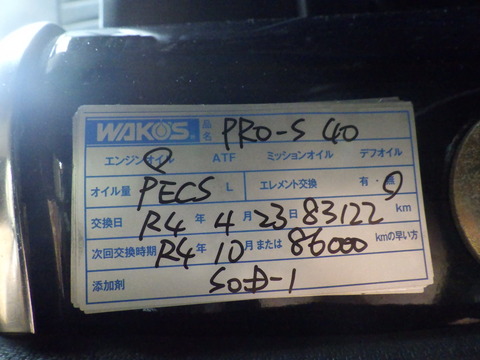 WAKO'S 品名 PRO-S 40
エンジンオイル ATF ミッションオイル デフオイル
オイル量 PECS L エレメント交換 有・無
交換日 R4 年 4 月 23 日 83122 km
次回交換時期 R4 年 10 月または 86000 kmの早い方
添加剤 SOD-1